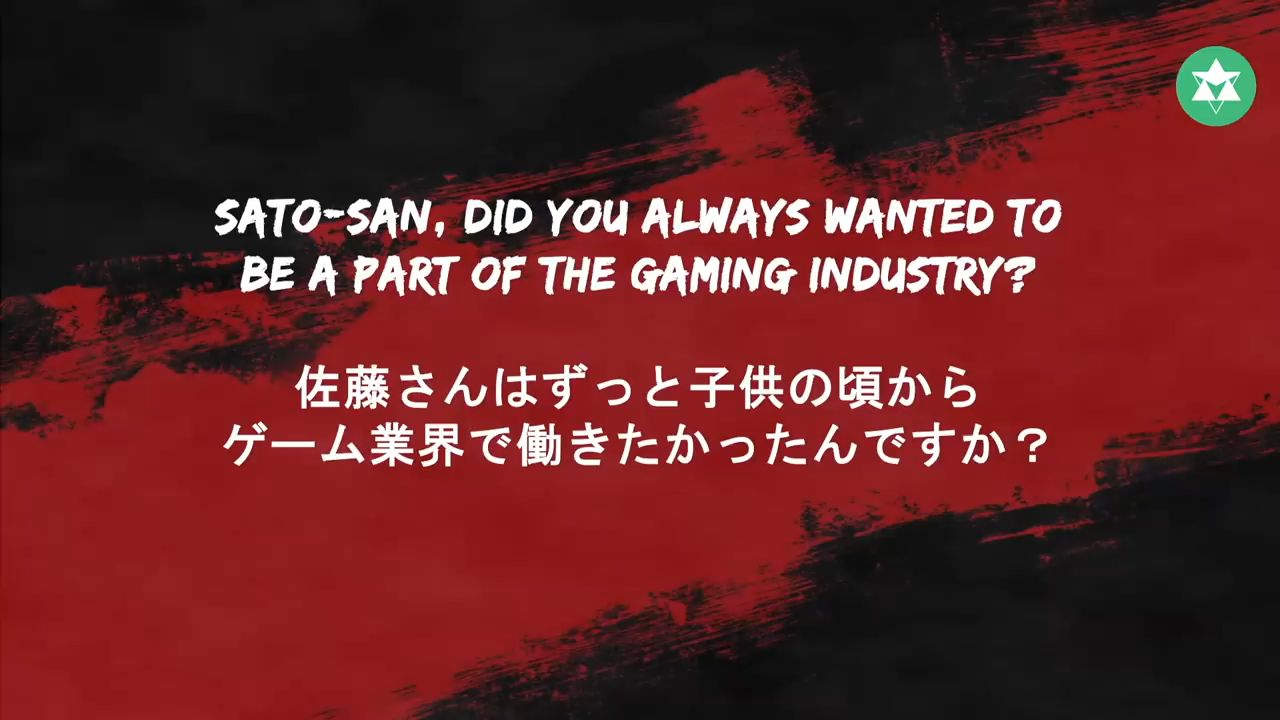 SATO-SAN, DID YOU ALWAYS WANTED TO
BE A PART OF THE GAMING INDUSTRY?
佐藤さんはずっと子供の頃から
ゲーム業界で働きたかったんですか？